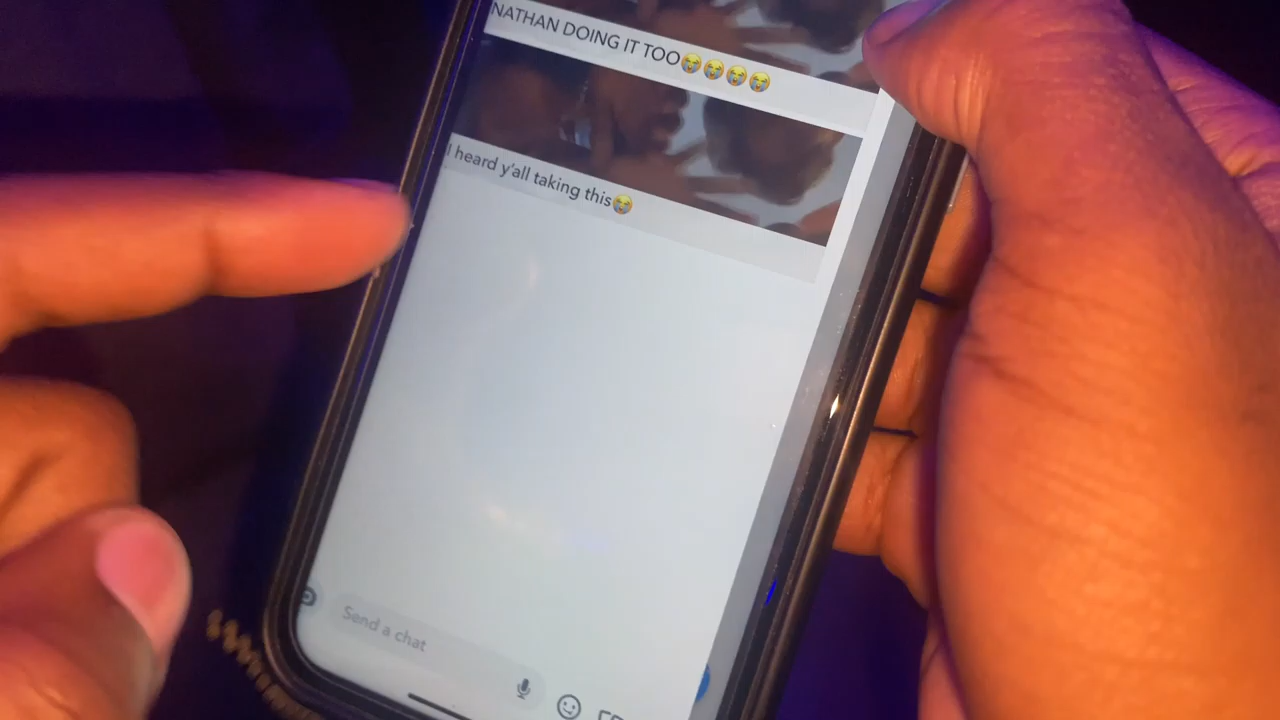 NATHAN DOING IT TOO😭😭😭😭
I heard y'all taking this😭
Send a chat